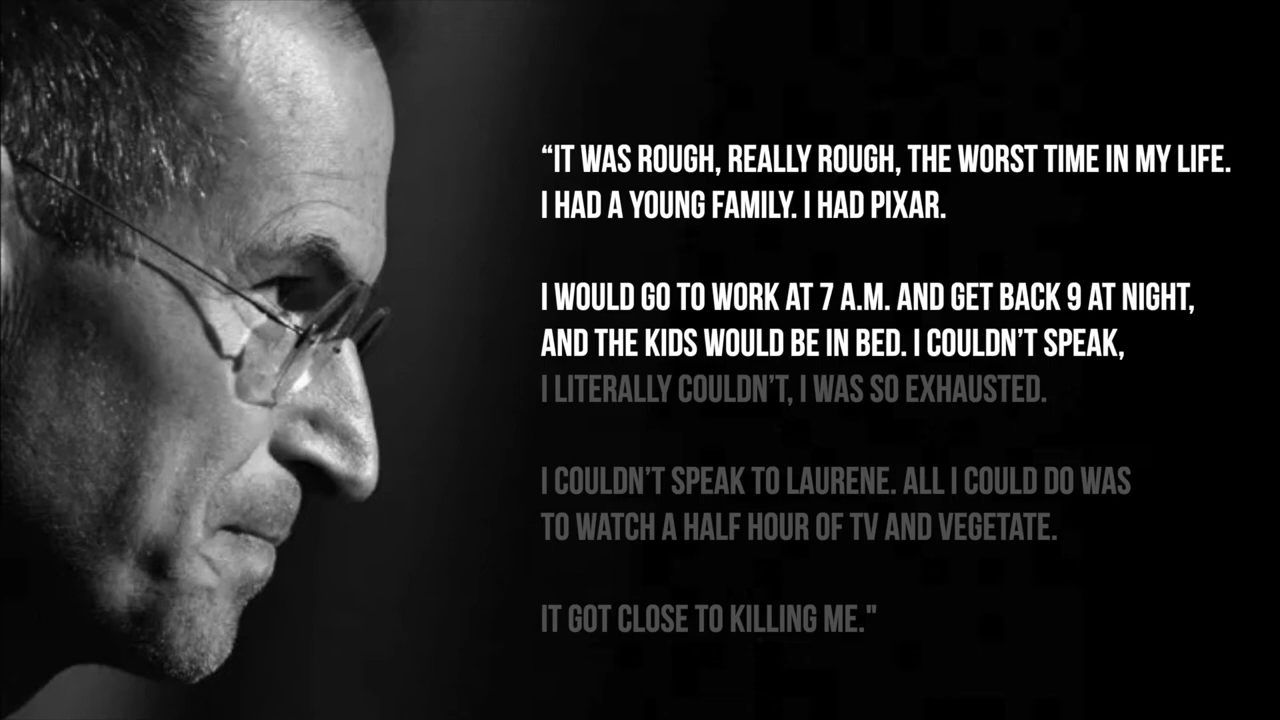 “IT WAS ROUGH, REALLY ROUGH, THE WORST TIME IN MY LIFE.
I HAD A YOUNG FAMILY. I HAD PIXAR.
I WOULD GO TO WORK AT 7 A.M. AND GET BACK 9 AT NIGHT,
AND THE KIDS WOULD BE IN BED. I COULDN’T SPEAK,
I LITERALLY COULDN’T, I WAS SO EXHAUSTED.
I COULDN’T SPEAK TO LAURENE. ALL I COULD DO WAS
TO WATCH A HALF HOUR OF TV AND VEGETATE.
IT GOT CLOSE TO KILLING ME."